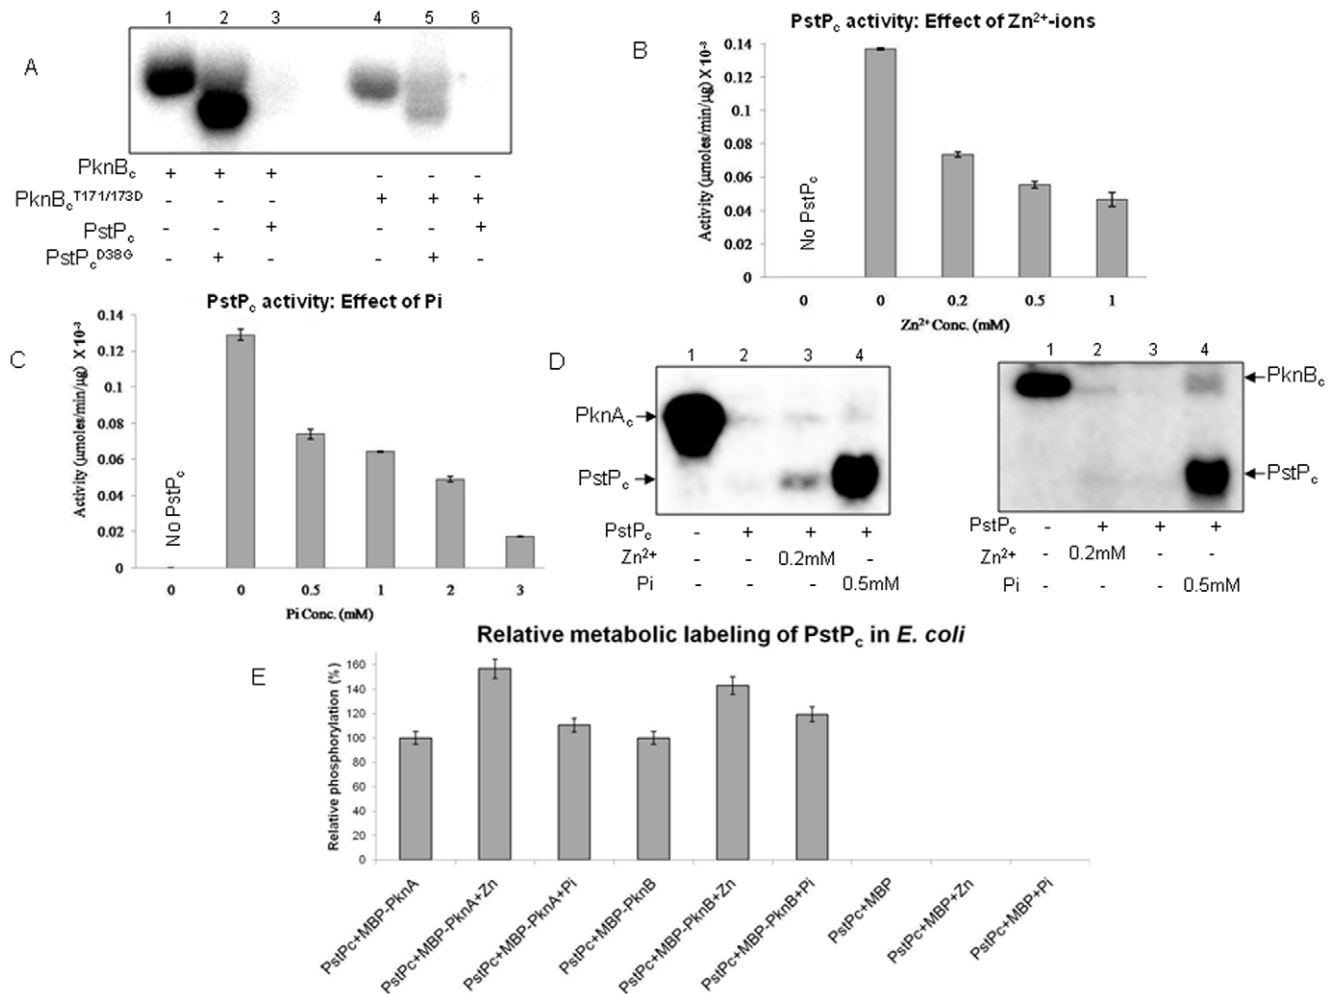 A
1 2 3 4 5 6
PknBc + + + - - -
PknBcT171/173D - - - + + +
PstPc - - + - - +
PstPcD38G - + - - + -
B
PstPc activity: Effect of Zn2+-ions
Activity (μmoles/min/μg) X 10-3
0.14
0.12
0.1
0.08
0.06
0.04
0.02
0
No PstPc
0 0 0.2 0.5 1
Zn2+ Conc. (mM)
C
PstPc activity: Effect of Pi
Activity (μmoles/min/μg) X 10-3
0.14
0.12
0.1
0.08
0.06
0.04
0.02
0
No PstPc
0 0 0.5 1 2 3
Pi Conc. (mM)
D
1 2 3 4
PknAc
PstPc
PstPc - + + +
Zn2+ - - 0.2mM -
Pi - - - 0.5mM
1 2 3 4
PknBc
PstPc
PstPc - + + +
Zn2+ - 0.2mM - -
Pi - - - 0.5mM
E
Relative metabolic labeling of PstPc in E. coli
Relative phosphorylation (%)
160
140
120
100
80
60
40
20
0
PstPc+MBP-PknA
PstPc+MBP-PknA+Zn
PstPc+MBP-PknA+Pi
PstPc+MBP-PknB
PstPc+MBP-PknB+Zn
PstPc+MBP-PknB+Pi
PstPc+MBP
PstPc+MBP+Zn
PstPc+MBP+Pi